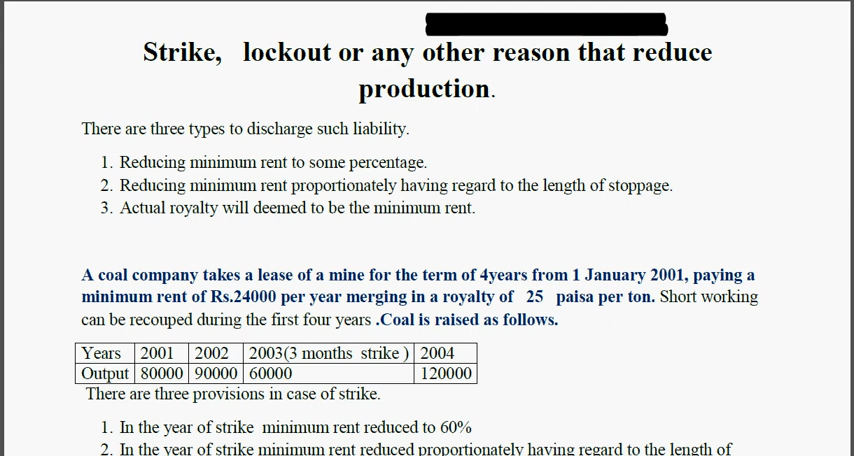 Strike, lockout or any other reason that reduce
production.
There are three types to discharge such liability.
1. Reducing minimum rent to some percentage.
2. Reducing minimum rent proportionately having regard to the length of stoppage.
3. Actual royalty will deemed to be the minimum rent.
A coal company takes a lease of a mine for the term of 4years from 1 January 2001, paying a
minimum rent of Rs.24000 per year merging in a royalty of 25 paisa per ton. Short working
can be recouped during the first four years .Coal is raised as follows.
Years 2001 2002 2003(3 months strike ) 2004
Output 80000 90000 60000 120000
There are three provisions in case of strike.
1. In the year of strike minimum rent reduced to 60%
2. In the year of strike minimum rent reduced proportionately having regard to the length of